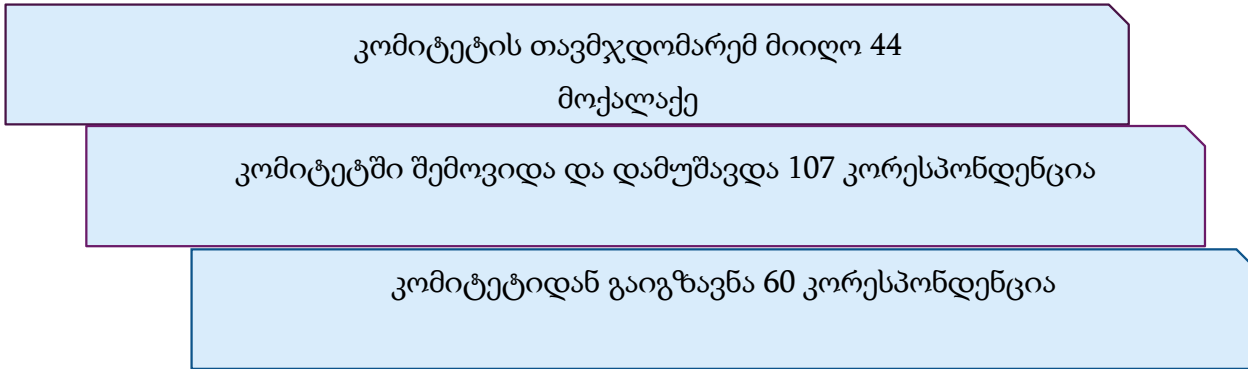 კომიტეტის თავმჯდომარემ მიიღო 44
მოქალაქე
კომიტეტში შემოვიდა და დამუშავდა 107 კორესპონდენცია
კომიტეტიდან გაიგზავნა 60 კორესპონდენცია